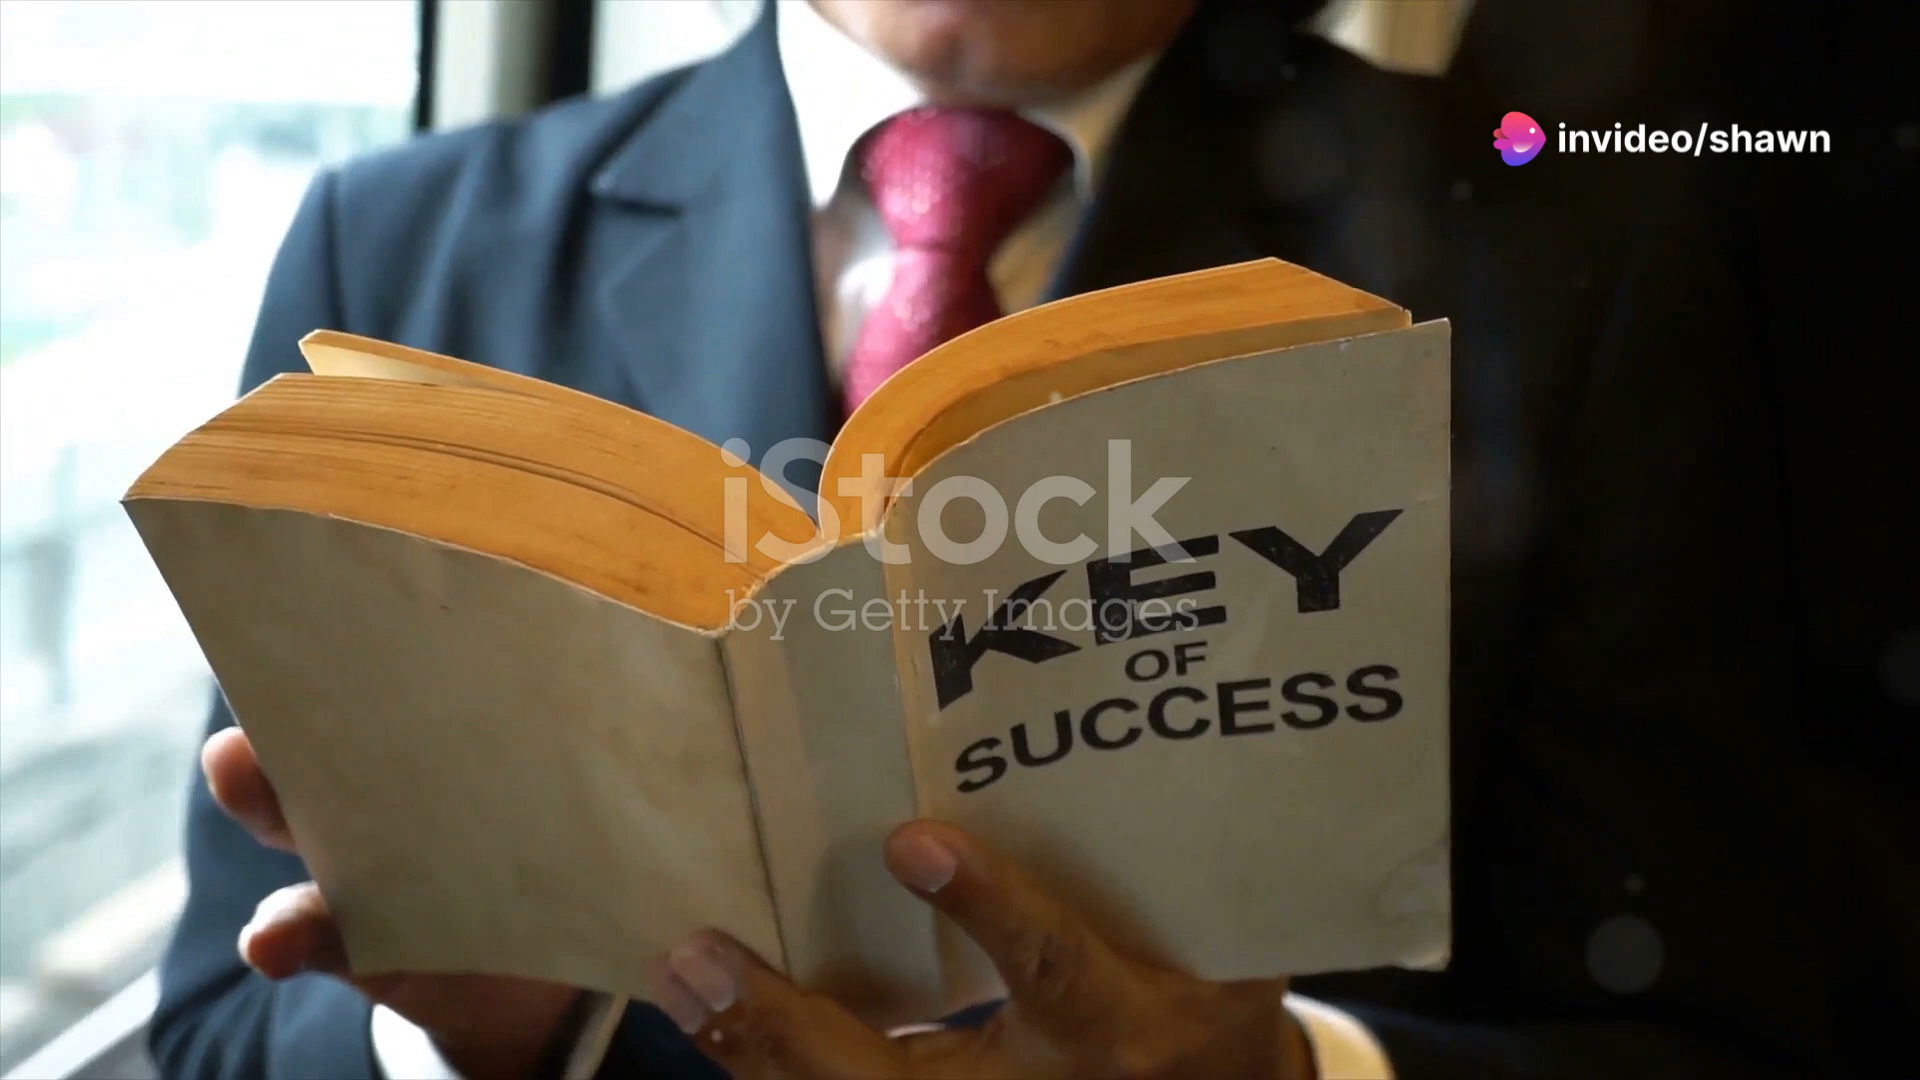 invideo/shawn
iStock
by Getty Images
KEY
OF
SUCCESS